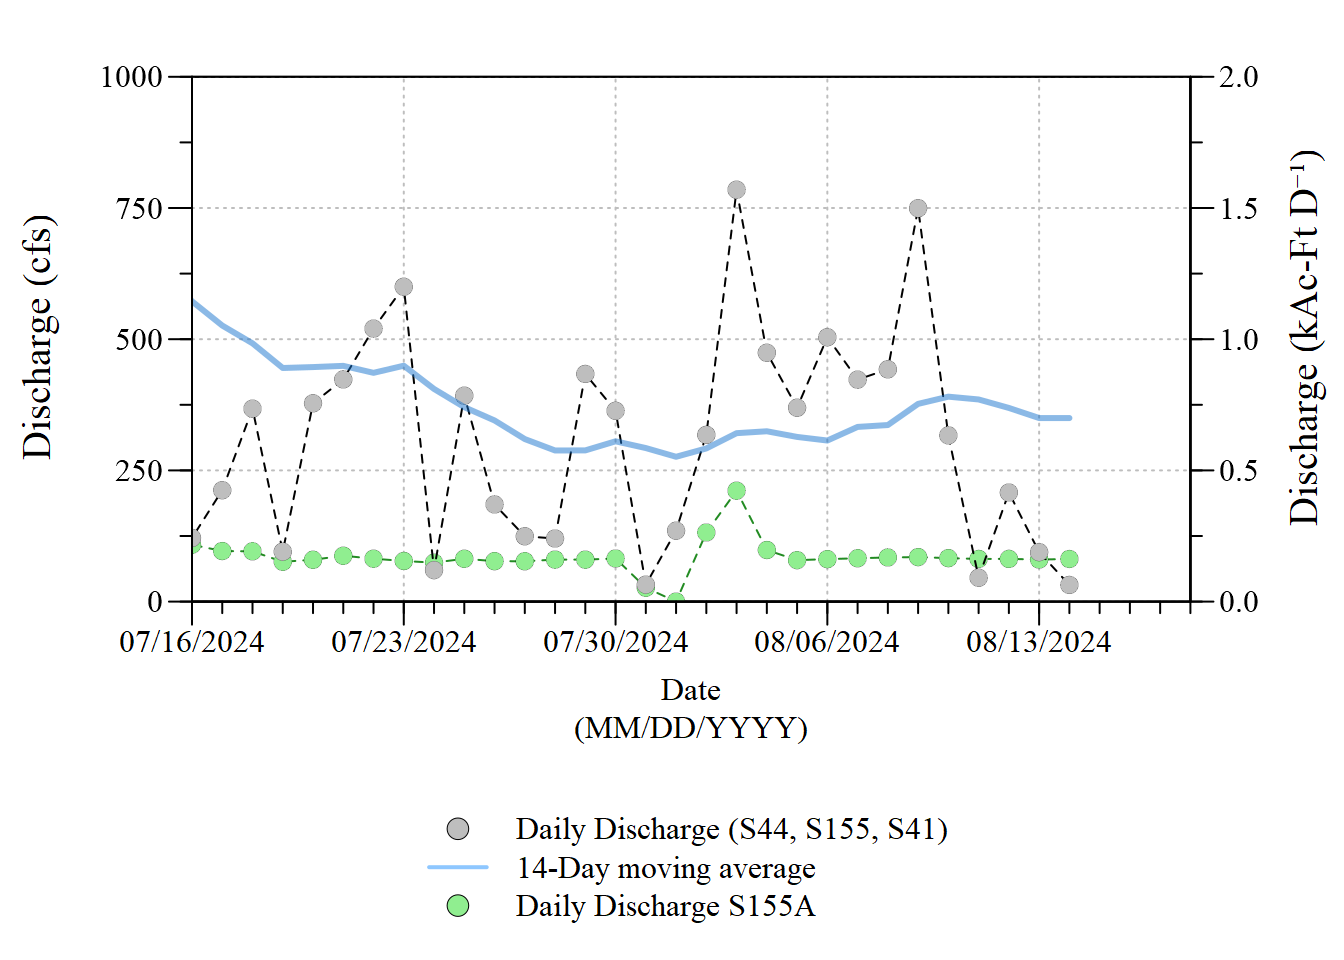 1000
750
500
250
0
Discharge (cfs)
2.0
1.5
1.0
0.5
0.0
Discharge (kAc-Ft D⁻¹)
07/16/2024 07/23/2024 07/30/2024 08/06/2024 08/13/2024
Date
(MM/DD/YYYY)
Daily Discharge (S44, S155, S41)
14-Day moving average
Daily Discharge S155A